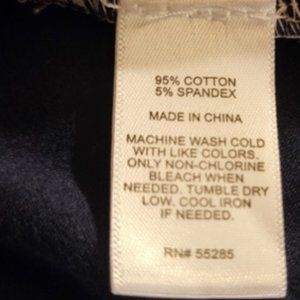 95% COTTON
5% SPANDEX
MADE IN CHINA
MACHINE WASH COLD
WITH LIKE COLORS.
ONLY NON-CHLORINE
BLEACH WHEN
NEEDED. TUMBLE DRY
LOW. COOL IRON
IF NEEDED.
RN# 55285